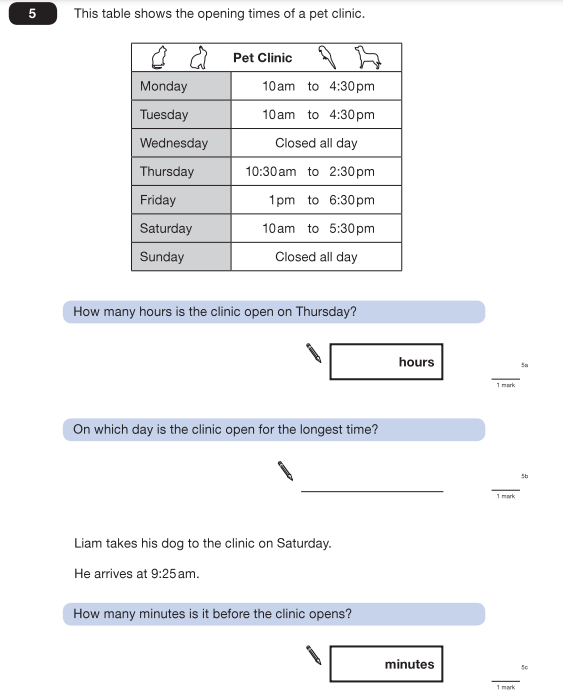 5 This table shows the opening times of a pet clinic.
Pet Clinic
Monday 10am to 4:30pm
Tuesday 10am to 4:30pm
Wednesday Closed all day
Thursday 10:30am to 2:30pm
Friday 1pm to 6:30pm
Saturday 10am to 5:30pm
Sunday Closed all day
How many hours is the clinic open on Thursday?
hours
5a
1 mark
On which day is the clinic open for the longest time?
5b
1 mark
Liam takes his dog to the clinic on Saturday.
He arrives at 9:25am.
How many minutes is it before the clinic opens?
minutes
5c
1 mark